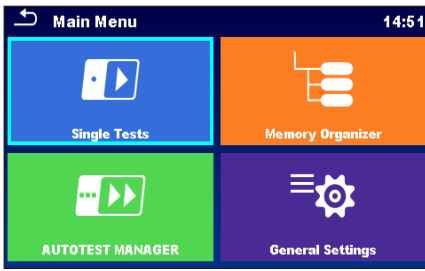 Main Menu 14:51
Single Tests
Memory Organizer
AUTOTEST MANAGER
General Settings